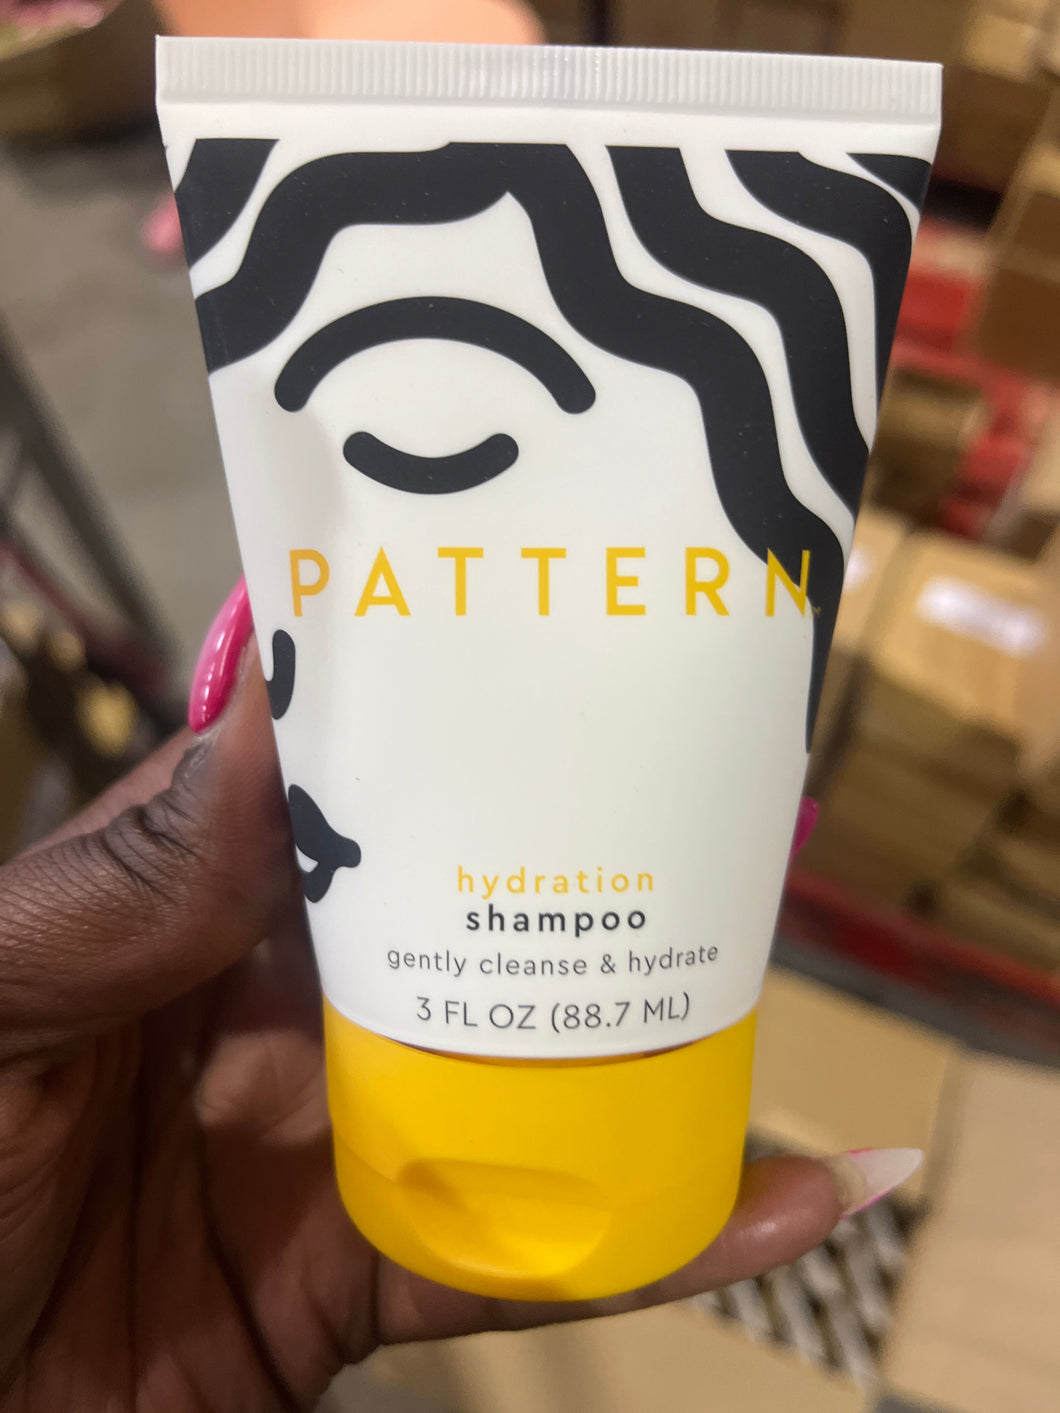 PATTERN
hydration
shampoo
gently cleanse & hydrate
3 FL OZ (88.7 ML)